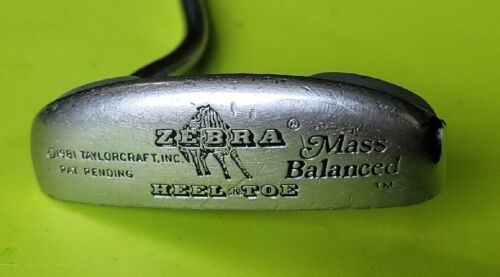 ZEBRA®
©1981 TAYLORCRAFT, INC.
PAT. PENDING
HEEL & TOE
Mass
Balanced
TM